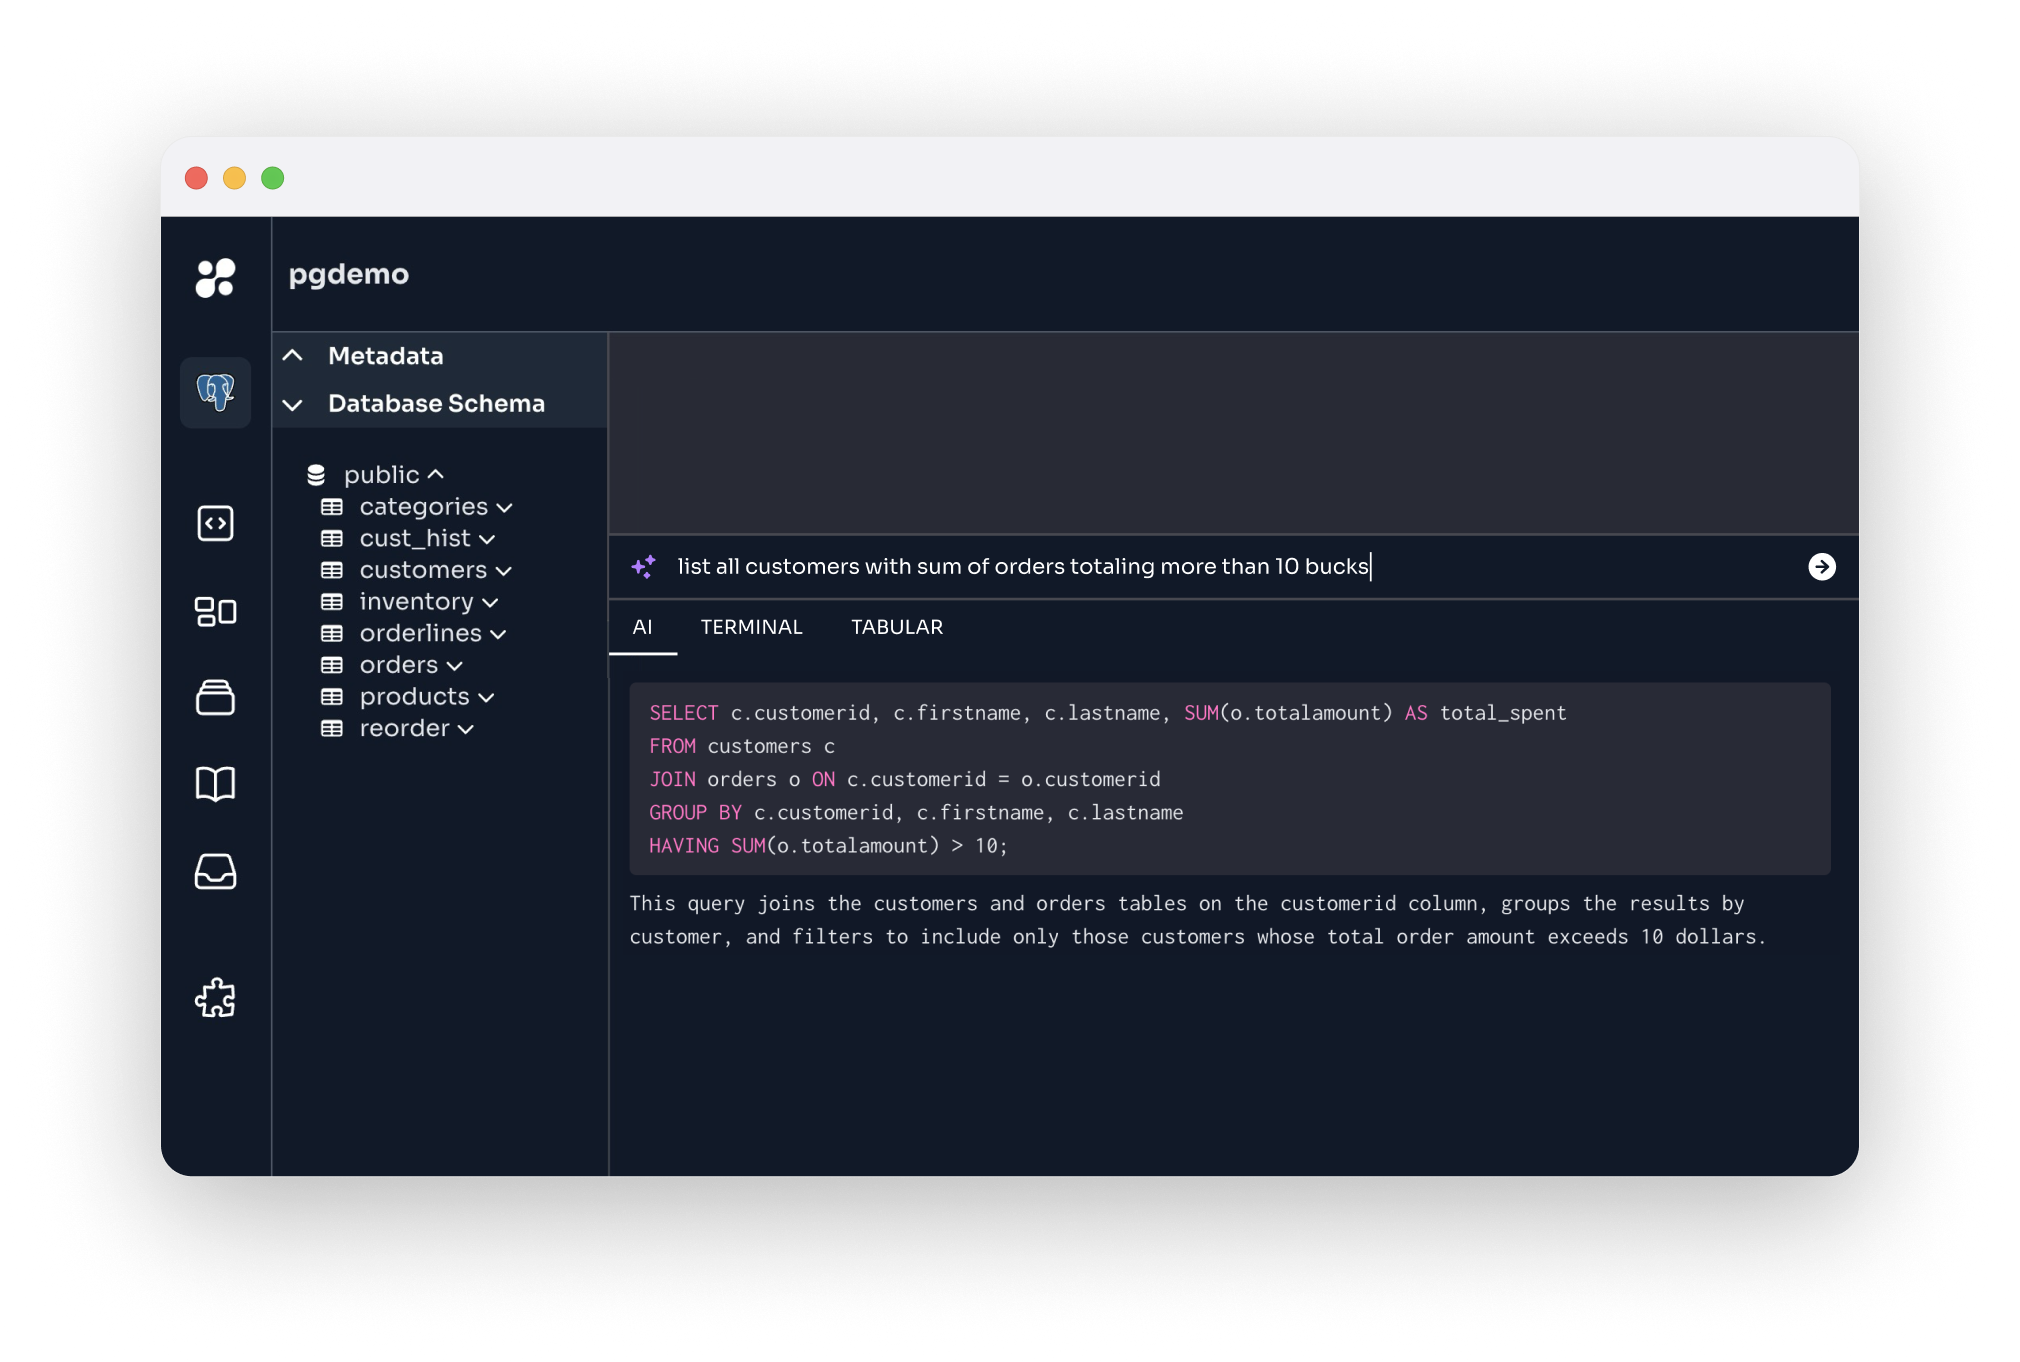 pgdemo
Metadata
Database Schema
public
categories
cust_hist
customers
inventory
orderlines
orders
products
reorder
list all customers with sum of orders totaling more than 10 bucks
AI TERMINAL TABULAR
SELECT c.customerid, c.firstname, c.lastname, SUM(o.totalamount) AS total_spent
FROM customers c
JOIN orders o ON c.customerid = o.customerid
GROUP BY c.customerid, c.firstname, c.lastname
HAVING SUM(o.totalamount) > 10;
This query joins the customers and orders tables on the customerid column, groups the results by
customer, and filters to include only those customers whose total order amount exceeds 10 dollars.